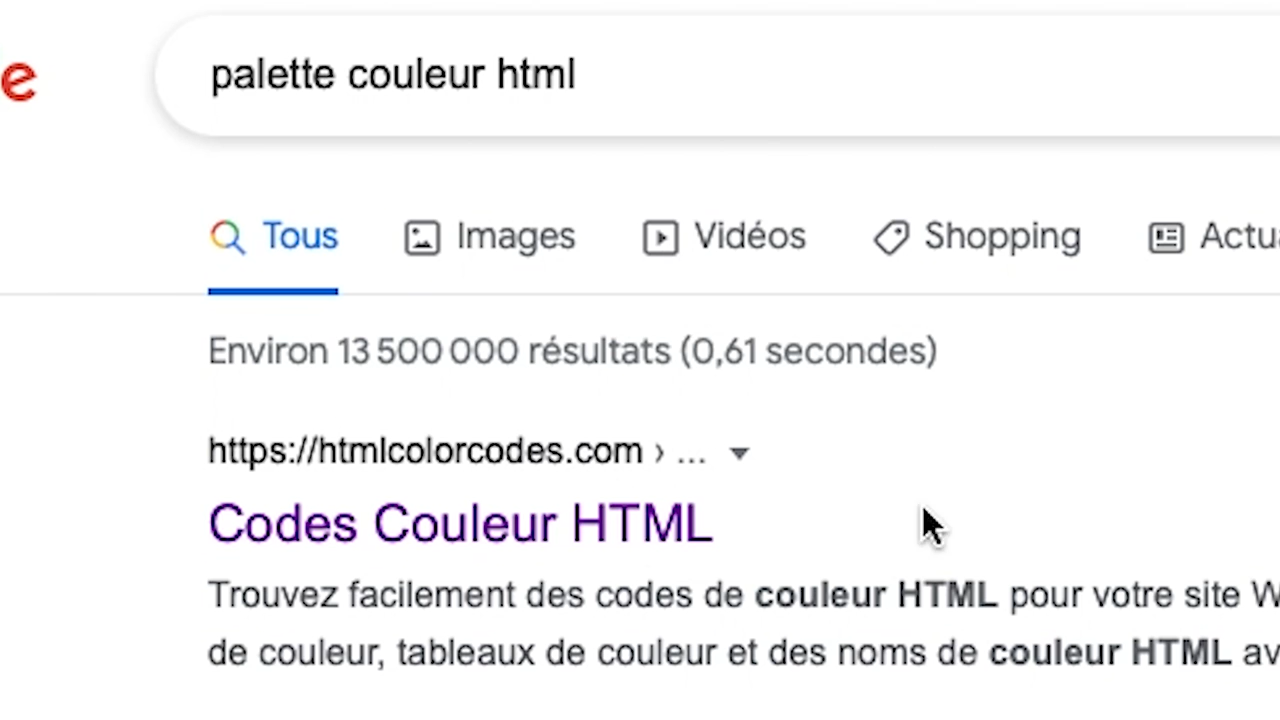 e
palette couleur html
Tous Images Vidéos Shopping
Environ 13 500 000 résultats (0,61 secondes)
https://htmlcolorcodes.com › ...
Codes Couleur HTML
Trouvez facilement des codes de couleur HTML pour votre site
de couleur, tableaux de couleur et des noms de couleur HTML